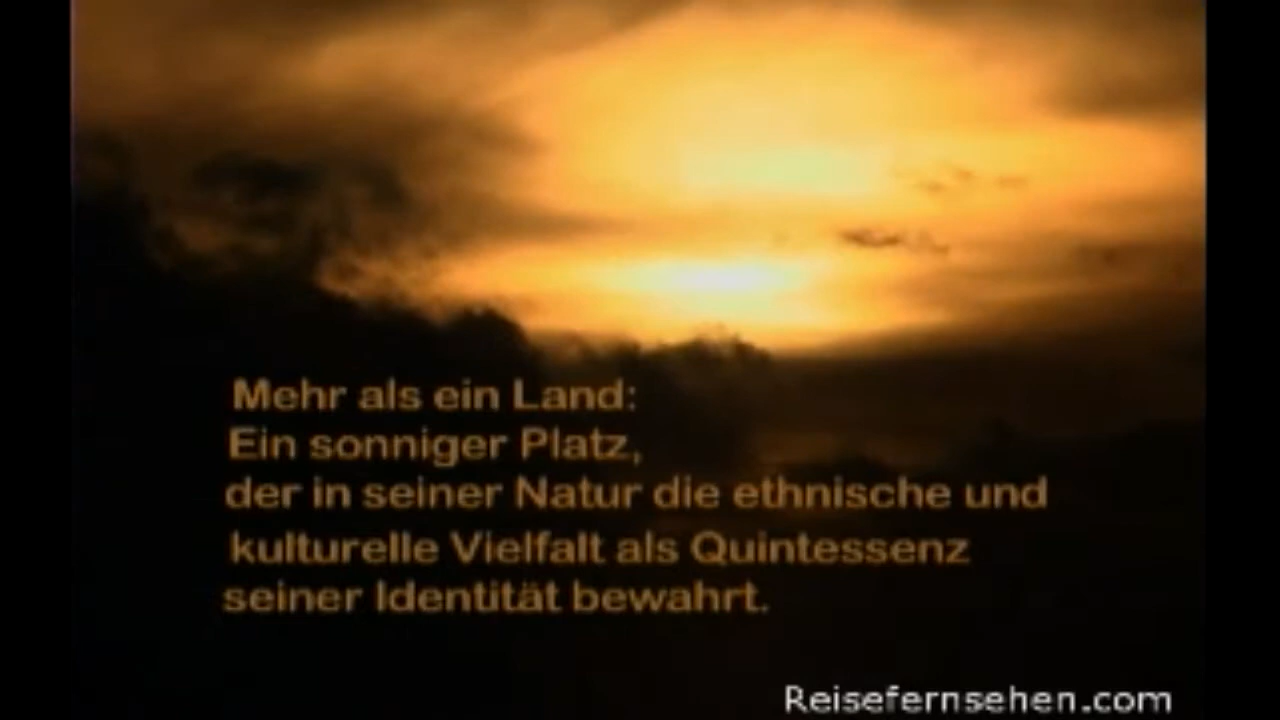 Mehr als ein Land:
Ein sonniger Platz,
der in seiner Natur die ethnische und
kulturelle Vielfalt als Quintessenz
seiner Identität bewahrt.
Reisefernsehen.com